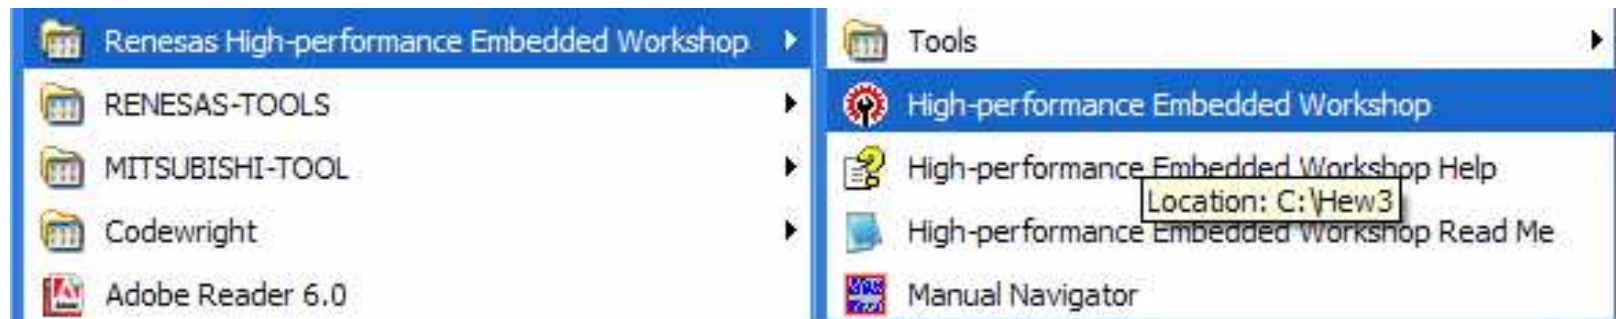 Renesas High-performance Embedded Workshop
RENESAS-TOOLS
MITSUBISHI-TOOL
Codewright
Adobe Reader 6.0
Tools
High-performance Embedded Workshop
High-performance Embedded Workshop Help
Location: C:\Hew3
High-performance Embedded Workshop Read Me
Manual Navigator